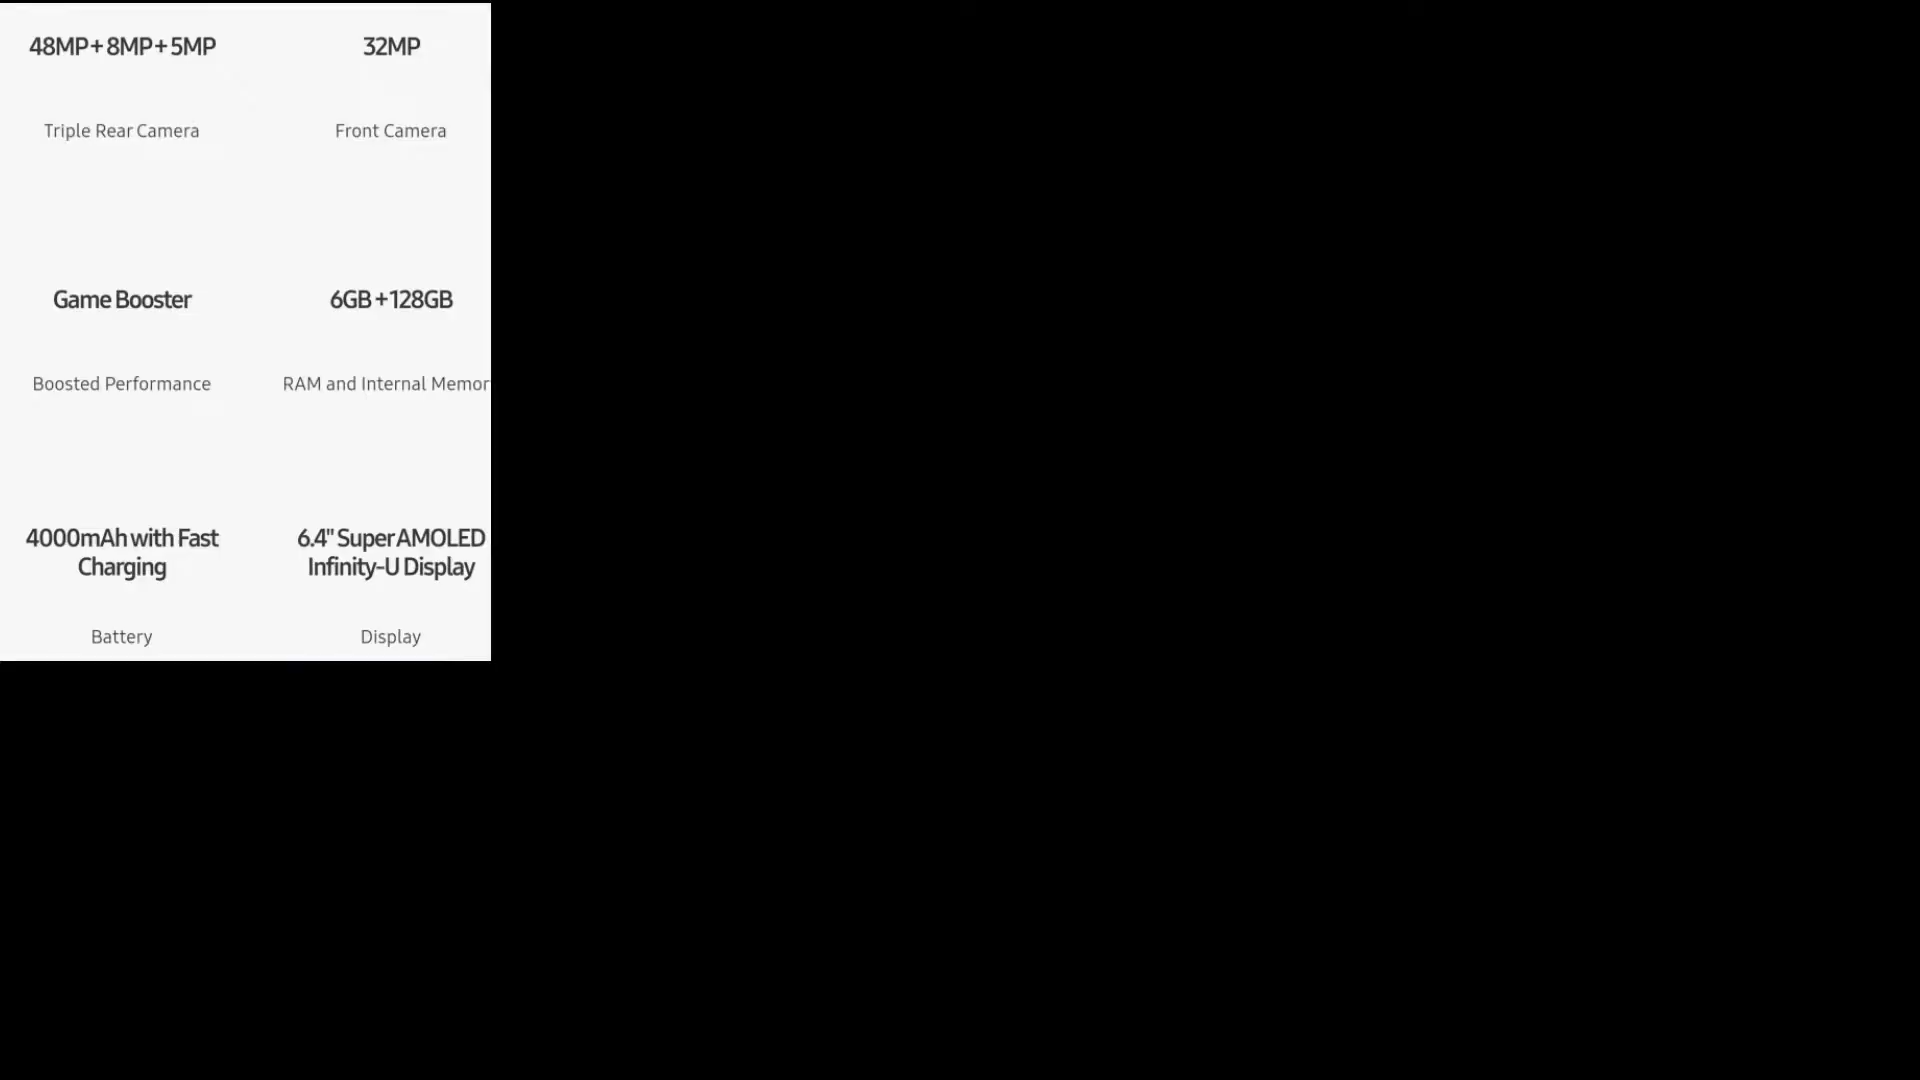 48MP+8MP+5MP
32MP
Triple Rear Camera
Front Camera
Game Booster
6GB+128GB
Boosted Performance
RAM and Internal Memor
4000mAh with Fast
Charging
6.4" Super AMOLED
Infinity-U Display
Battery
Display